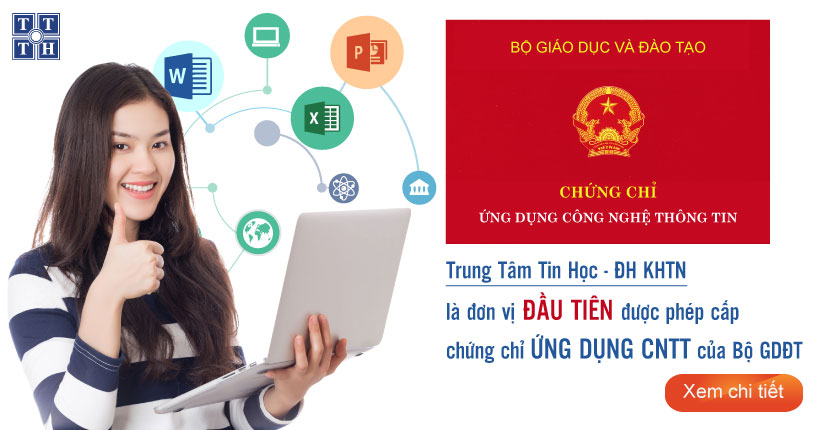 T T
T H
W
P
X
BỘ GIÁO DỤC VÀ ĐÀO TẠO
VIỆT NAM
CHỨNG CHỈ
ỨNG DỤNG CÔNG NGHỆ THÔNG TIN
Trung Tâm Tin Học - ĐH KHTN
là đơn vị ĐẦU TIÊN được phép cấp
chứng chỉ ỨNG DỤNG CNTT của Bộ GDĐT
Xem chi tiết